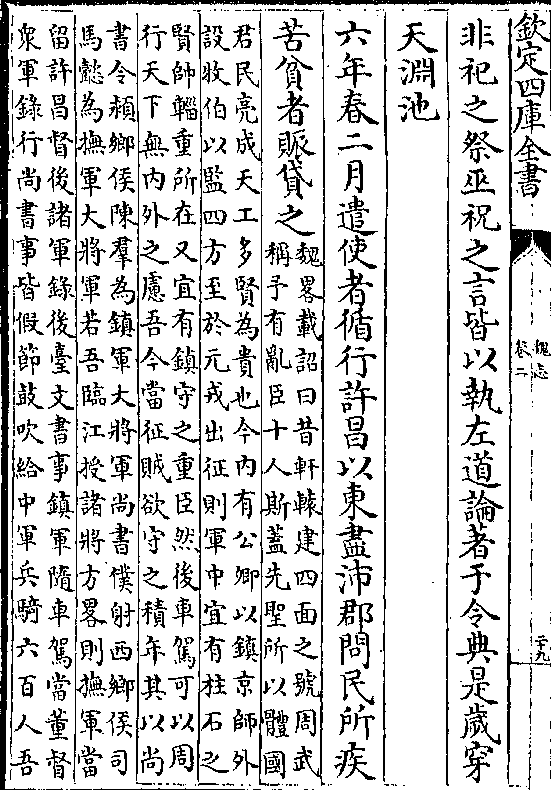 欽定四庫全書
魏志
卷二
二十九
非祀之祭巫祝之言皆以執左道論著于令典是歲穿
天淵池
六年春二月遣使者循行許昌以東盡沛郡問民所疾
苦貧者賑貸之
魏畧載詔曰昔軒轅建四面之號周武
稱予有亂臣十人斯葢先聖所以體國
君民亮成天工多賢為貴也今内有公卿以鎮京師外
設牧伯以監四方至於元戎出征則軍中宜有柱石之
賢帥輜重所在又宜有鎮守之重臣然後車駕可以周
行天下無内外之慮吾今當征賊欲守之積年其以尚
書令頴鄉侯陳羣為鎮軍大將軍尚書僕射西鄉侯司
馬懿為撫軍大將軍若吾臨江授諸將方畧則撫軍當
留許昌督後諸軍錄後臺文書事鎮軍隨車駕當董督
衆軍錄行尚書事皆假節鼓吹給中軍兵騎六百人吾